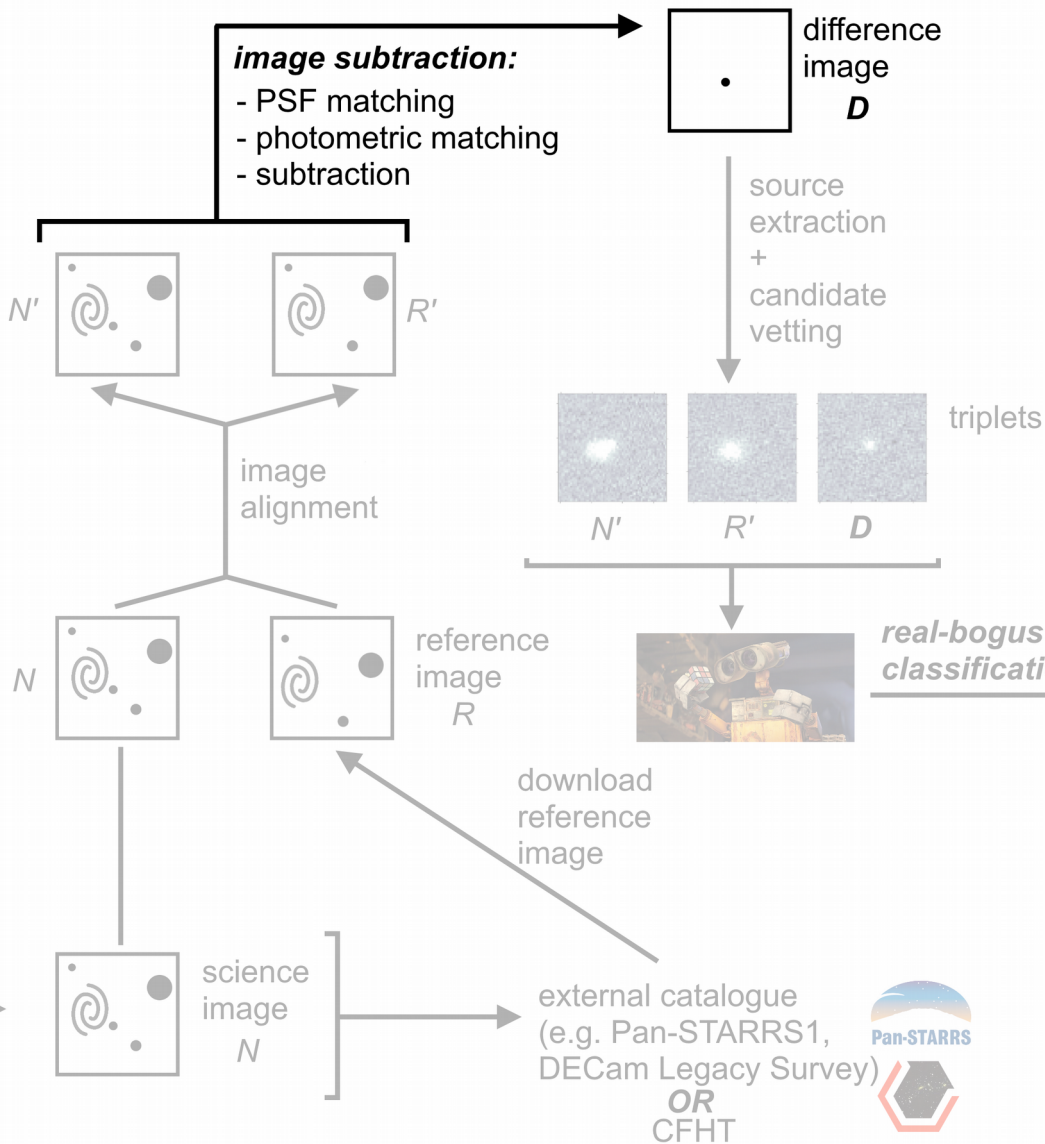 image subtraction:
- PSF matching
- photometric matching
- subtraction
difference
image
D
source
extraction
+
candidate
vetting
N'
R'
triplets
N'
R'
D
image
alignment
N
reference
image
R
real-bogus
classificati
download
reference
image
science
image
N
external catalogue
(e.g. Pan-STARRS1,
DECam Legacy Survey)
OR
CFHT
Pan-STARRS